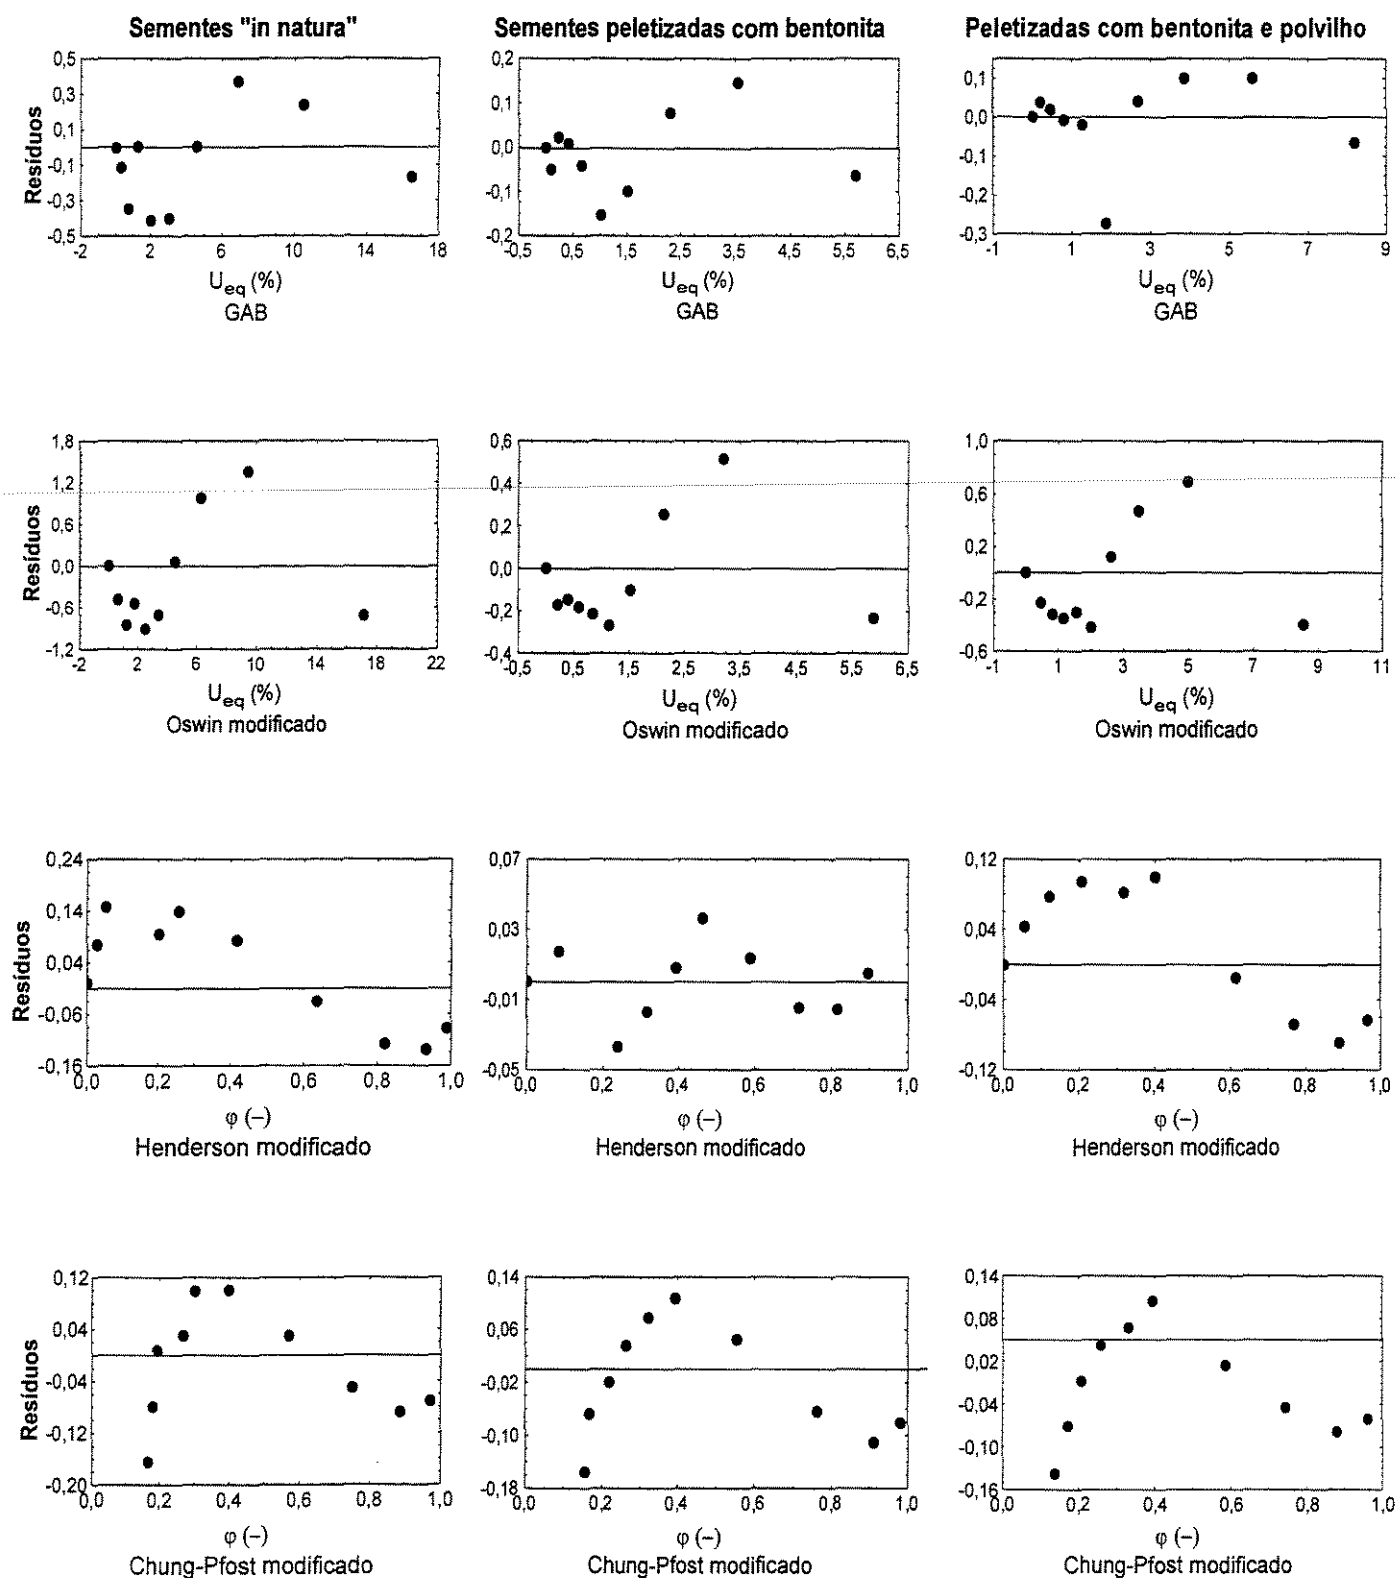 Sementes "in natura"
Sementes peletizadas com bentonita
Peletizadas com bentonita e polvilho
Resíduos
0,5
0,3
0,1
-0,1
-0,3
-0,5
-2 2 6 10 14 18
U_eq (%)
GAB
0,2
0,1
0,0
-0,1
-0,2
-0,5 0,5 1,5 2,5 3,5 4,5 5,5 6,5
U_eq (%)
GAB
0,1
0,0
-0,1
-0,2
-0,3
-1 1 3 5 7 9
U_eq (%)
GAB
Resíduos
1,8
1,2
0,6
0,0
-0,6
-1,2
-2 2 6 10 14 18 22
U_eq (%)
Oswin modificado
0,6
0,4
0,2
0,0
-0,2
-0,4
-0,5 0,5 1,5 2,5 3,5 4,5 5,5 6,5
U_eq (%)
Oswin modificado
1,0
0,6
0,2
-0,2
-0,6
-1 1 3 5 7 9 11
U_eq (%)
Oswin modificado
Resíduos
0,24
0,14
0,04
-0,06
-0,16
0,0 0,2 0,4 0,6 0,8 1,0
φ (–)
Henderson modificado
0,07
0,03
-0,01
-0,05
0,0 0,2 0,4 0,6 0,8 1,0
φ (–)
Henderson modificado
0,12
0,04
-0,04
-0,12
0,0 0,2 0,4 0,6 0,8 1,0
φ (–)
Henderson modificado
Resíduos
0,12
0,04
-0,04
-0,12
-0,20
0,0 0,2 0,4 0,6 0,8 1,0
φ (–)
Chung-Pfost modificado
0,14
0,06
-0,02
-0,10
-0,18
0,0 0,2 0,4 0,6 0,8 1,0
φ (–)
Chung-Pfost modificado
0,14
0,08
0,02
-0,04
-0,10
-0,16
0,0 0,2 0,4 0,6 0,8 1,0
φ (–)
Chung-Pfost modificado